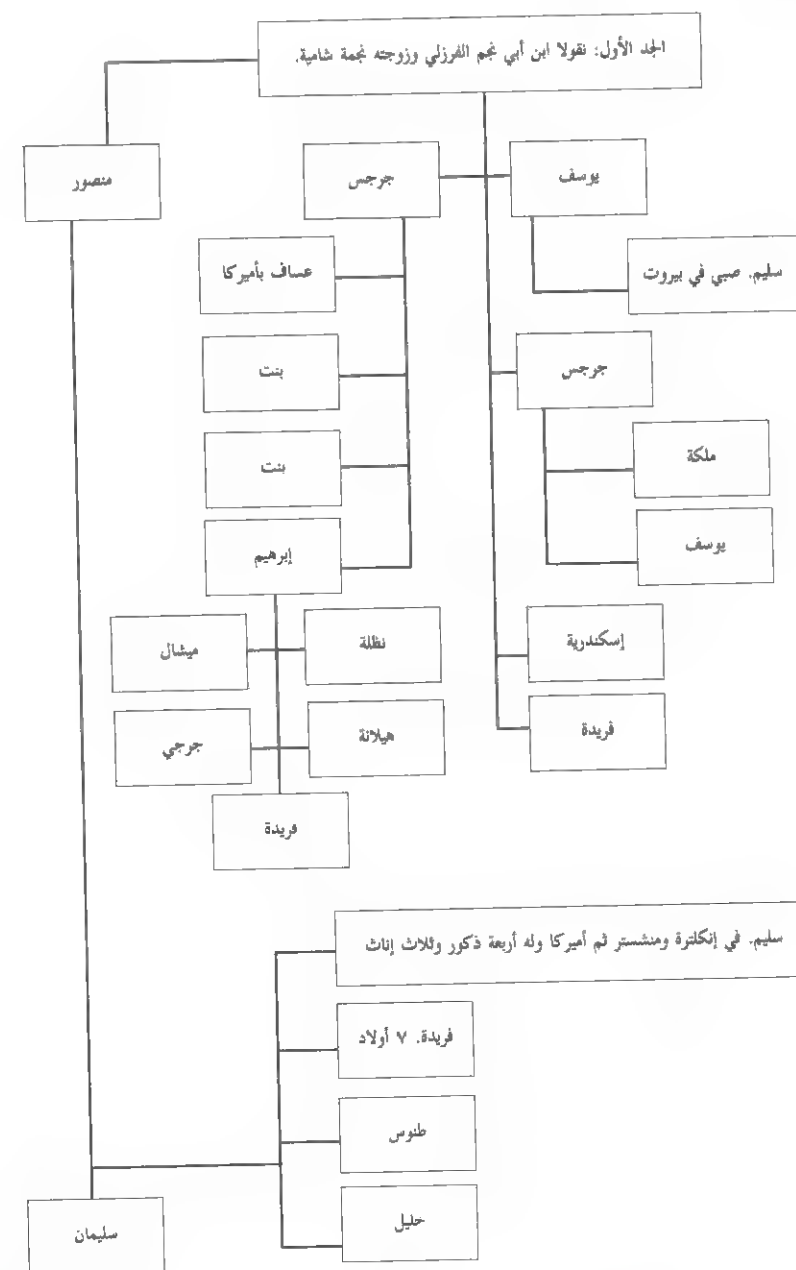 الجد الأول: نقولا ابن أبي نجم الفرزلي وزوجته نجمة شامية.
يوسف
جرجس
منصور
سليم. صبي في بيروت
عساف بأميركا
جرجس
بنت
ملكة
بنت
يوسف
إبرهيم
إسكندرية
نظلة
ميشال
فريدة
هيلانة
جرجي
فريدة
سليم. في إنكلترة ومنشستر ثم أميركا وله أربعة ذكور وثلاث إناث
فريدة. ٧ أولاد
طنوس
خليل
سليمان